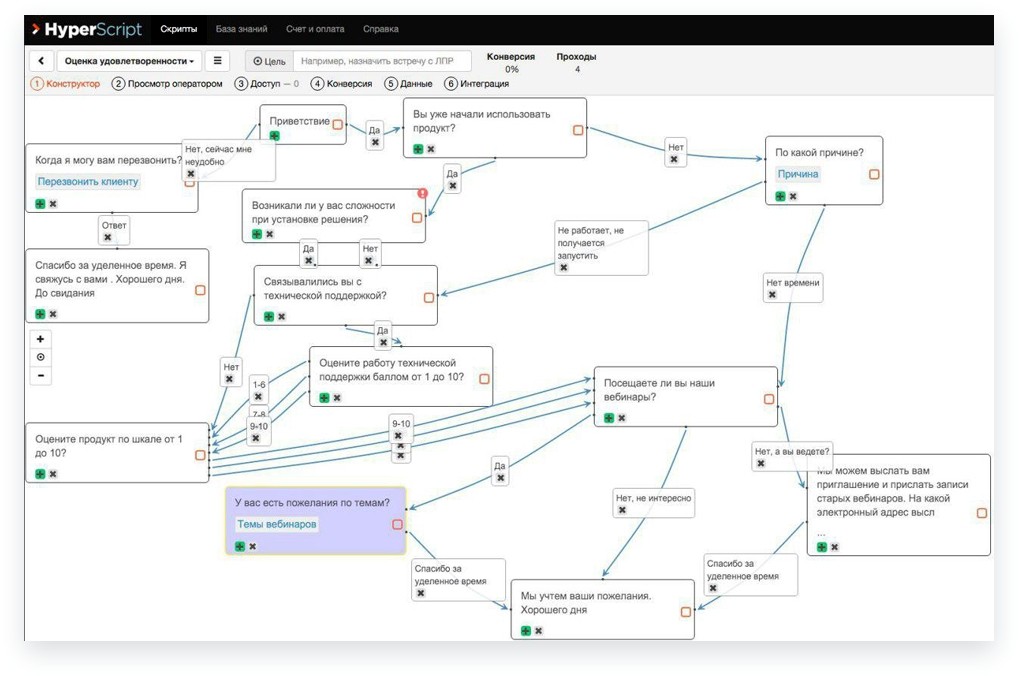 HyperScript Скрипты База знаний Счет и оплата Справка
Оценка удовлетворенности Цель Например, назначить встречу с ЛПР Конверсия Проходы
0% 4
1 Конструктор 2 Просмотр оператором 3 Доступ — 0 4 Конверсия 5 Данные 6 Интеграция
Приветствие
Да
Вы уже начали использовать
продукт?
Нет
По какой причине?
Причина
Нет, сейчас мне
неудобно
Когда я могу вам перезвонить?
Перезвонить клиенту
Да
Возникали ли у вас сложности
при установке решения?
Ответ
Не работает, не
получается
запустить
Да
Нет
Спасибо за уделенное время. Я
свяжусь с вами . Хорошего дня.
До свидания
Связывалились вы с
технической поддержкой?
Нет времени
Да
Нет
Оцените работу технической
поддержки баллом от 1 до 10?
1-6
7-8
9-10
9-10
Посещаете ли вы наши
вебинары?
Оцените продукт по шкале от 1
до 10?
Да
Нет, а вы ведете?
Мы можем выслать вам
приглашение и прислать записи
старых вебинаров. На какой
электронный адрес высл
...
У вас есть пожелания по темам?
Темы вебинаров
Нет, не интересно
Спасибо за
уделенное время
Спасибо за
уделенное время
Мы учтем ваши пожелания.
Хорошего дня